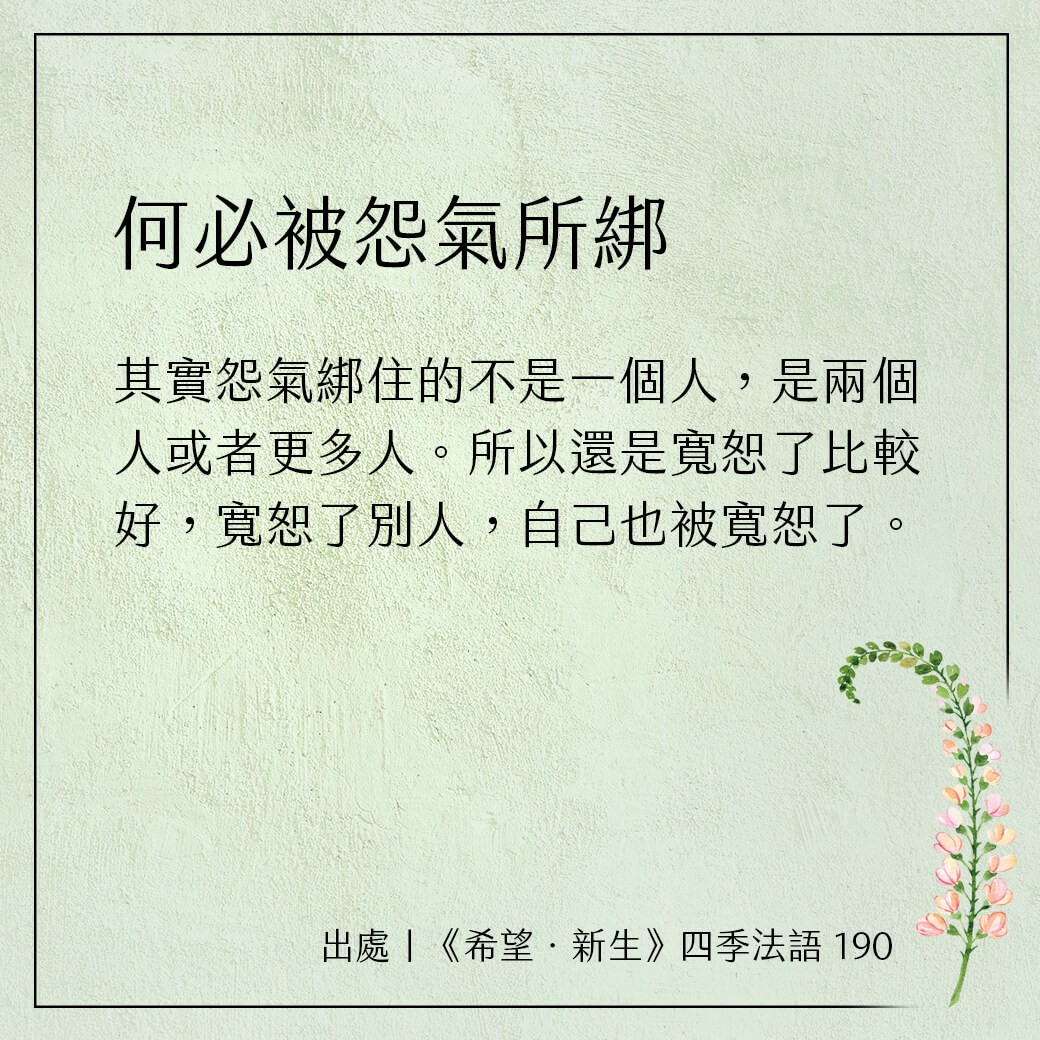 何必被怨氣所綁
其實怨氣綁住的不是一個人，是兩個
人或者更多人。所以還是寬恕了比較
好，寬恕了別人，自己也被寬恕了。
出處｜《希望．新生》四季法語 190